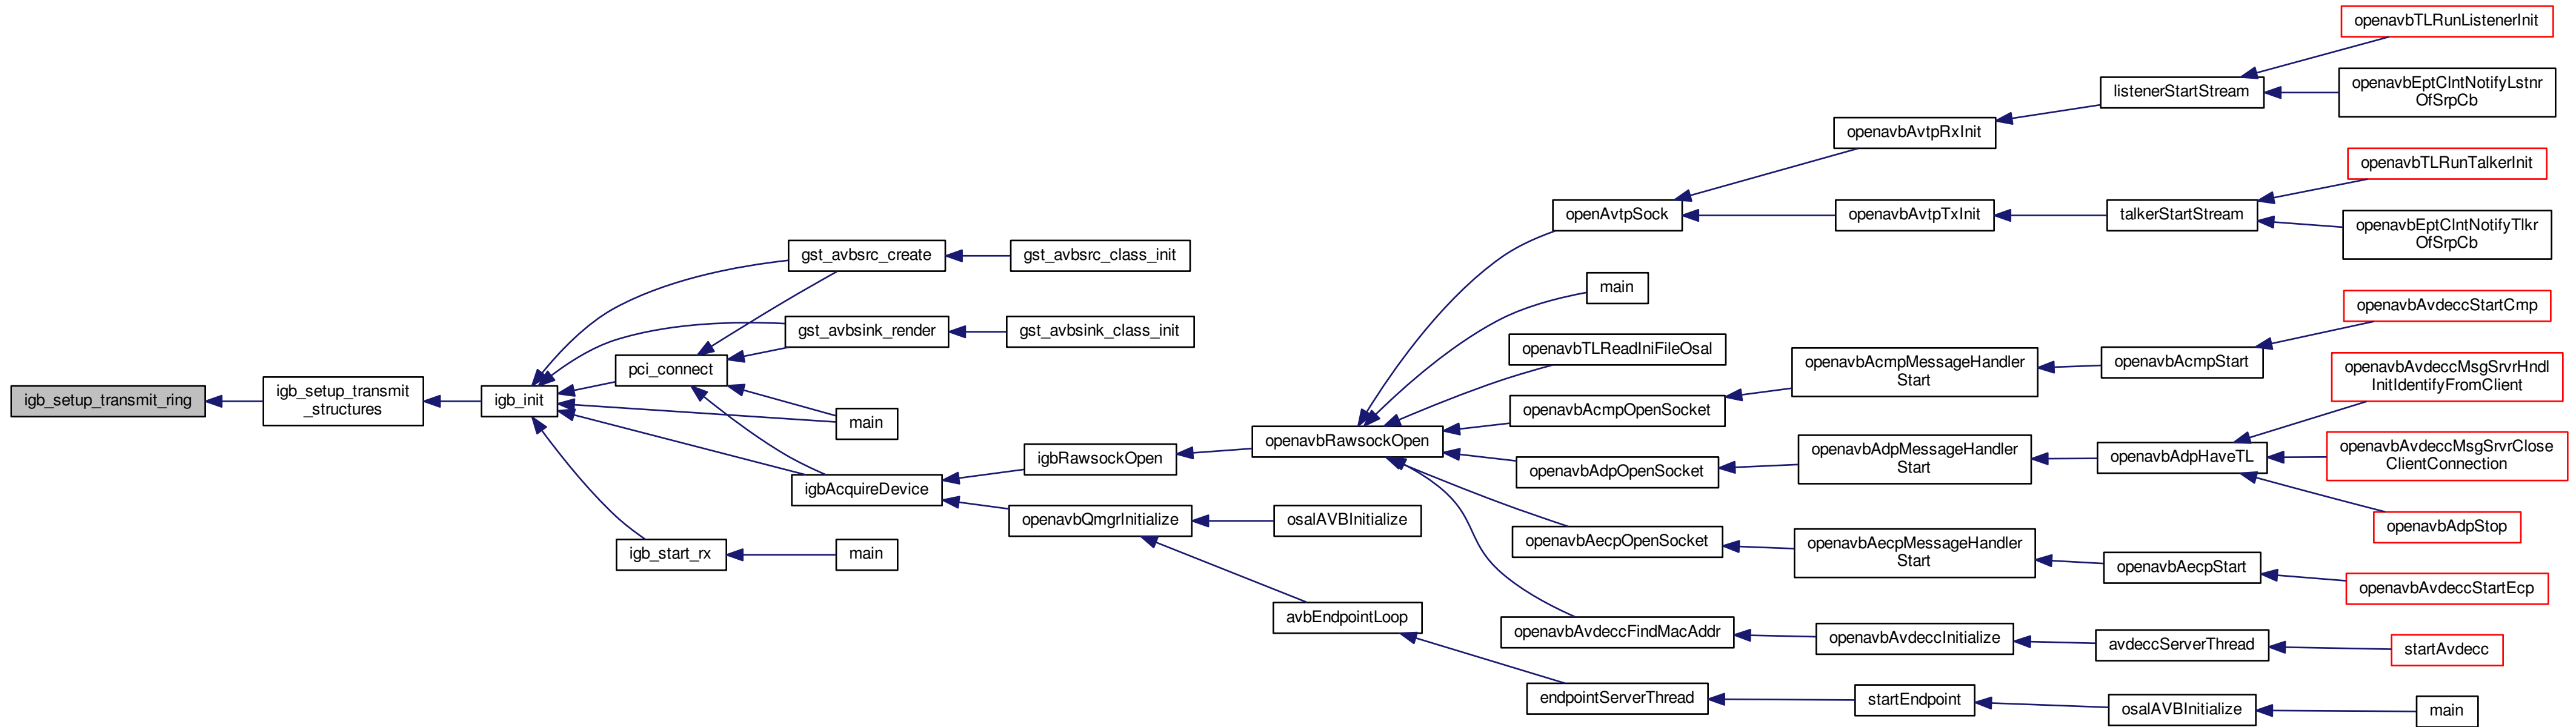 igb_setup_transmit_ring
igb_setup_transmit
_structures
igb_init
gst_avbsrc_create
gst_avbsrc_class_init
gst_avbsink_render
gst_avbsink_class_init
pci_connect
main
igbAcquireDevice
igb_start_rx
main
igbRawsockOpen
openavbQmgrInitialize
osalAVBInitialize
avbEndpointLoop
openavbRawsockOpen
openAvtpSock
main
openavbTLReadIniFileOsal
openavbAcmpOpenSocket
openavbAdpOpenSocket
openavbAecpOpenSocket
openavbAvdeccFindMacAddr
endpointServerThread
openavbAvtpRxInit
openavbAvtpTxInit
openavbAcmpMessageHandler
Start
openavbAdpMessageHandler
Start
openavbAecpMessageHandler
Start
openavbAvdeccInitialize
startEndpoint
listenerStartStream
talkerStartStream
openavbAcmpStart
openavbAdpHaveTL
openavbAecpStart
avdeccServerThread
osalAVBInitialize
openavbTLRunListenerInit
openavbEptClntNotifyLstnr
OfSrpCb
openavbTLRunTalkerInit
openavbEptClntNotifyTlkr
OfSrpCb
openavbAvdeccStartCmp
openavbAvdeccMsgSrvrHndl
InitIdentifyFromClient
openavbAvdeccMsgSrvrClose
ClientConnection
openavbAdpStop
openavbAvdeccStartEcp
startAvdecc
main